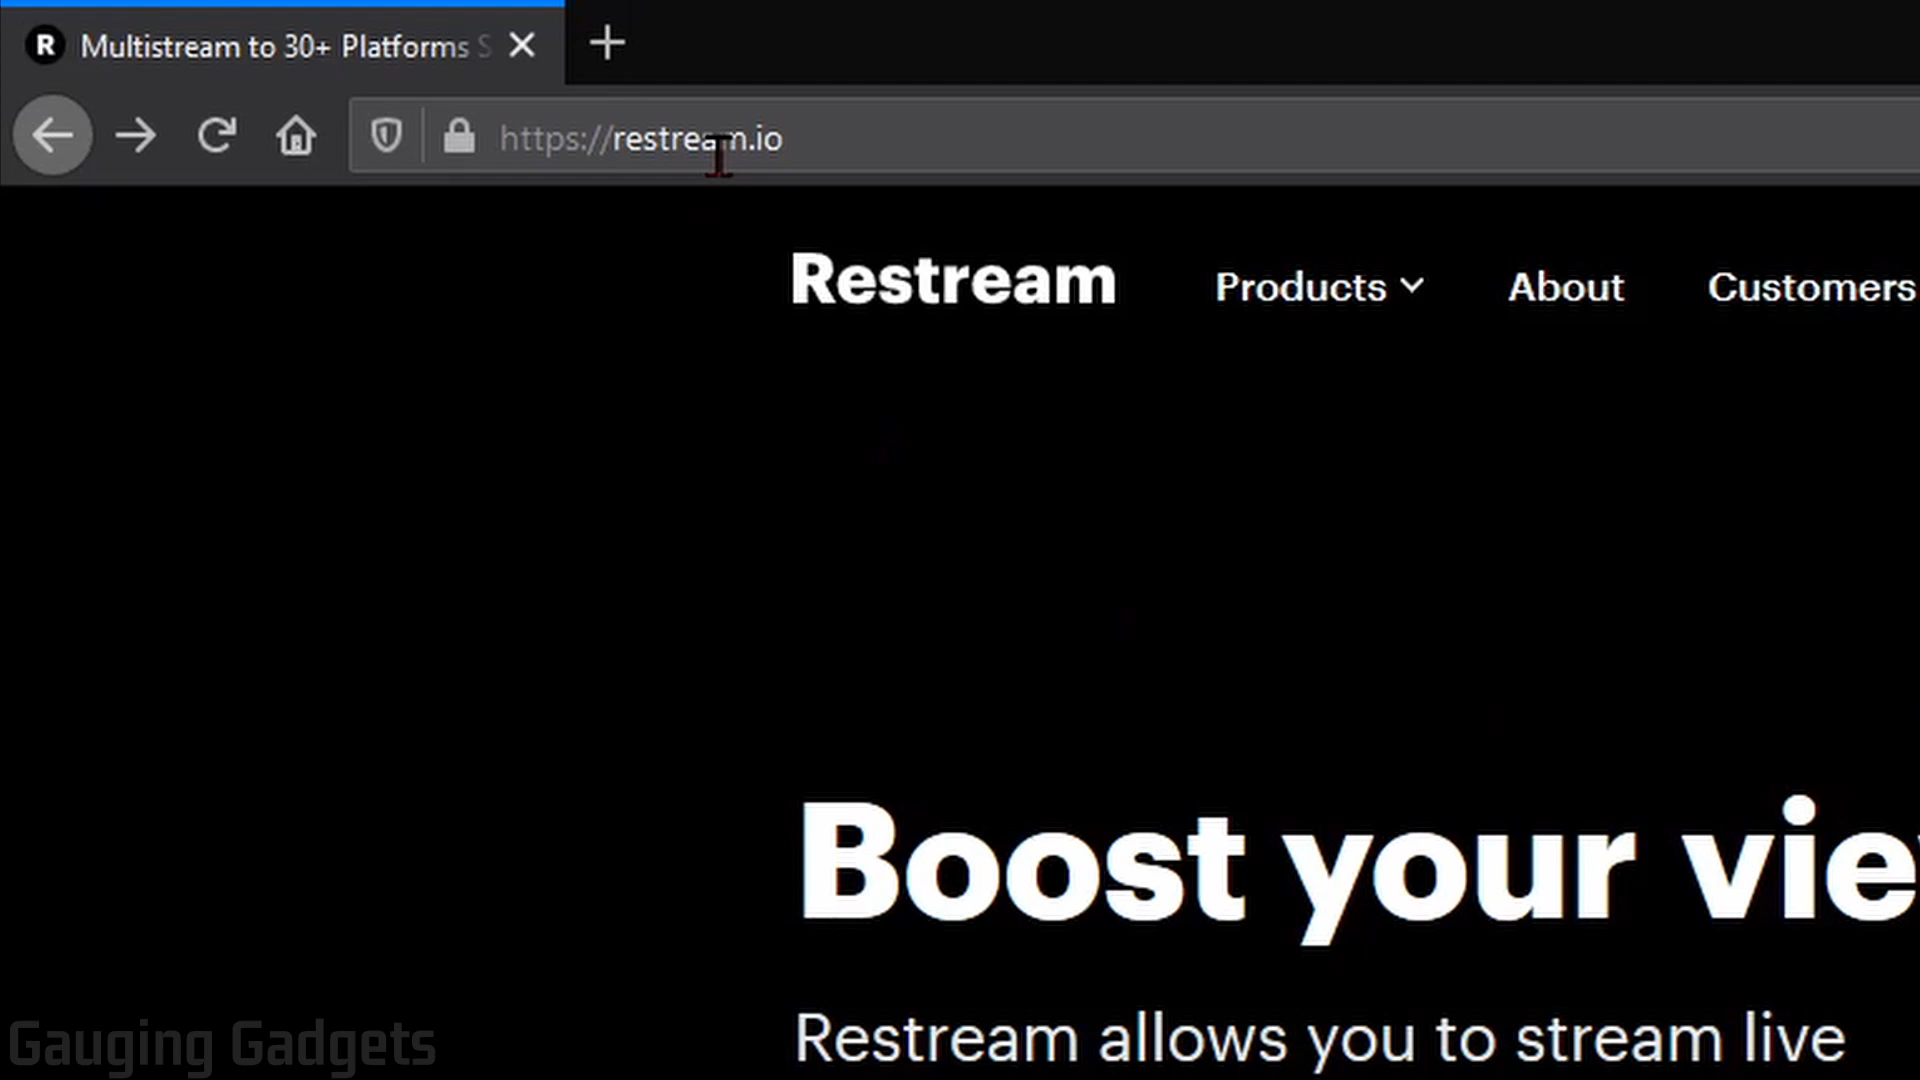 R Multistream to 30+ Platforms S
https://restream.io
Restream Products About Customers
Boost your vie
Restream allows you to stream live
Gauging Gadgets